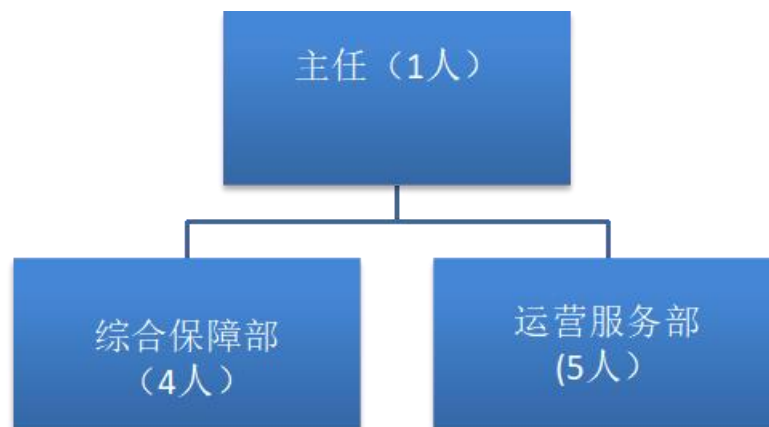 主任（1人）
综合保障部
（4人）
运营服务部
(5人）